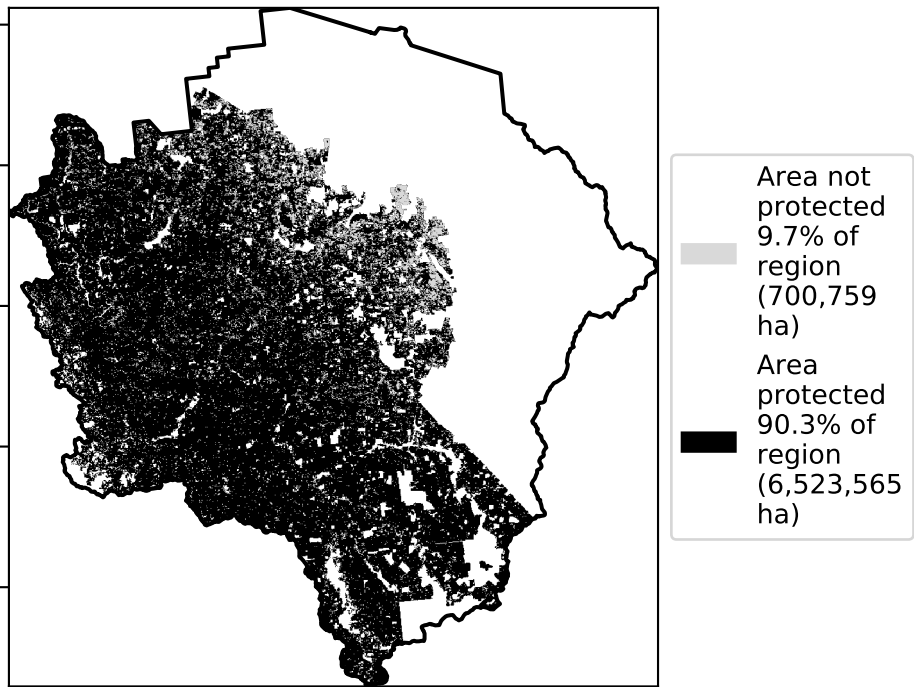 Area not
protected
9.7% of
region
(700,759
ha)
Area
protected
90.3% of
region
(6,523,565
ha)